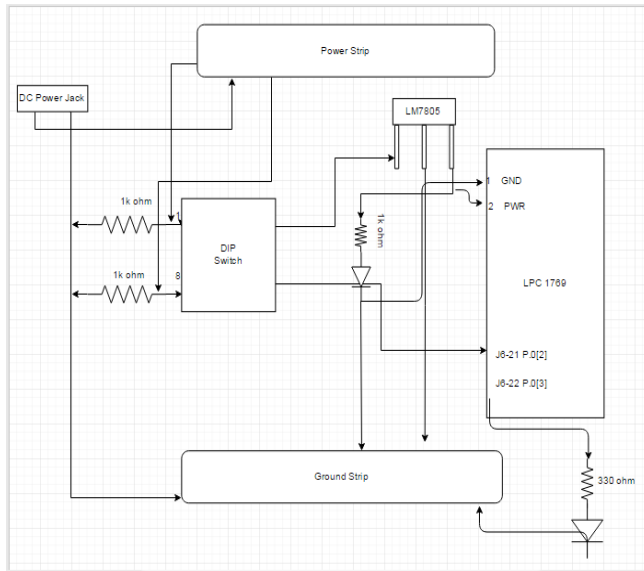 Power Strip
DC Power Jack
LM7805
1 GND
2 PWR
1k ohm
1
1k ohm
DIP
Switch
1k ohm
8
LPC 1769
J6-21 P.0[2]
J6-22 P.0[3]
Ground Strip
330 ohm